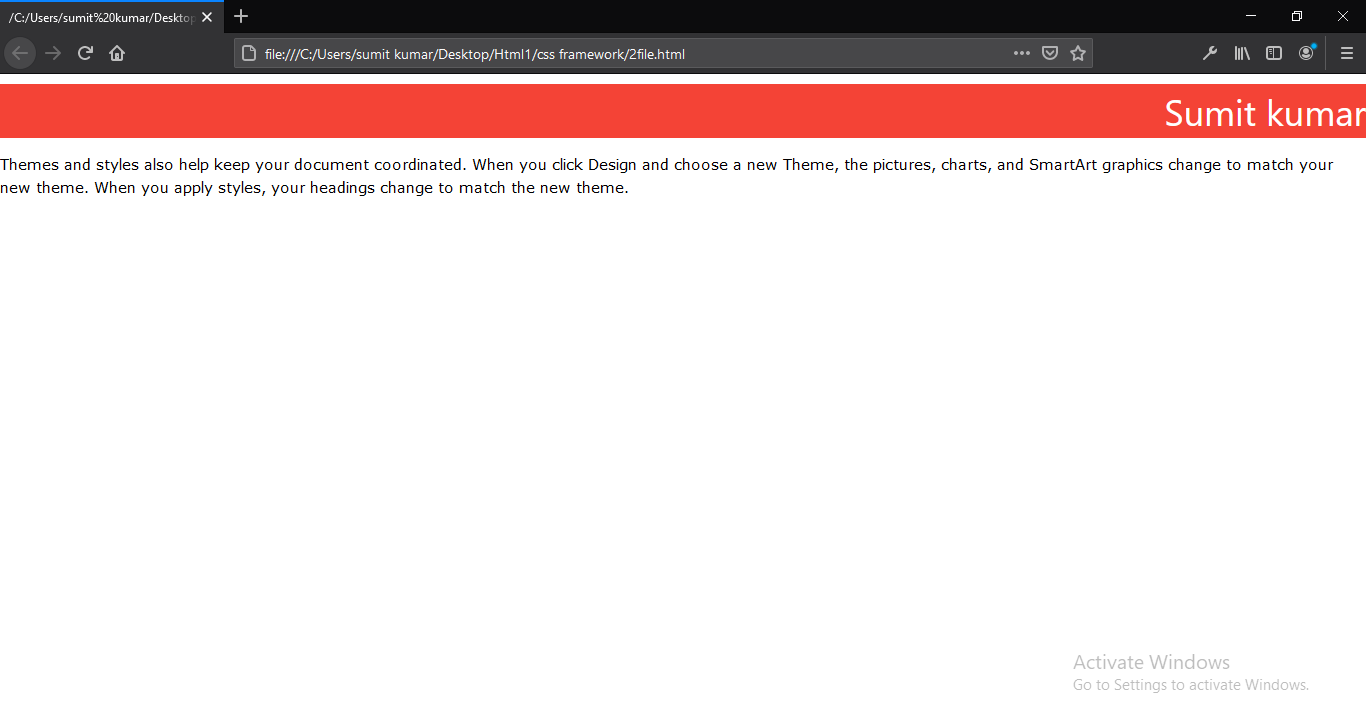 /C:/Users/sumit%20kumar/Desktop
file:///C:/Users/sumit kumar/Desktop/Html1/css framework/2file.html
Sumit kumar
Themes and styles also help keep your document coordinated. When you click Design and choose a new Theme, the pictures, charts, and SmartArt graphics change to match your
new theme. When you apply styles, your headings change to match the new theme.
Activate Windows
Go to Settings to activate Windows.